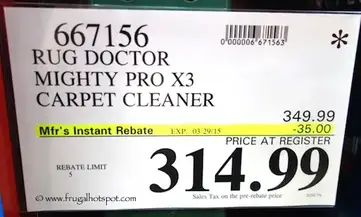 667156
0000006671563
*
RUG DOCTOR
MIGHTY PRO X3
CARPET CLEANER
349.99
Mfr's Instant Rebate EXP. 03/29/15 -35.00
PRICE AT REGISTER
REBATE LIMIT
5
314.99
© www.frugalhotspot.com
Sales Tax on the pre-rebate price